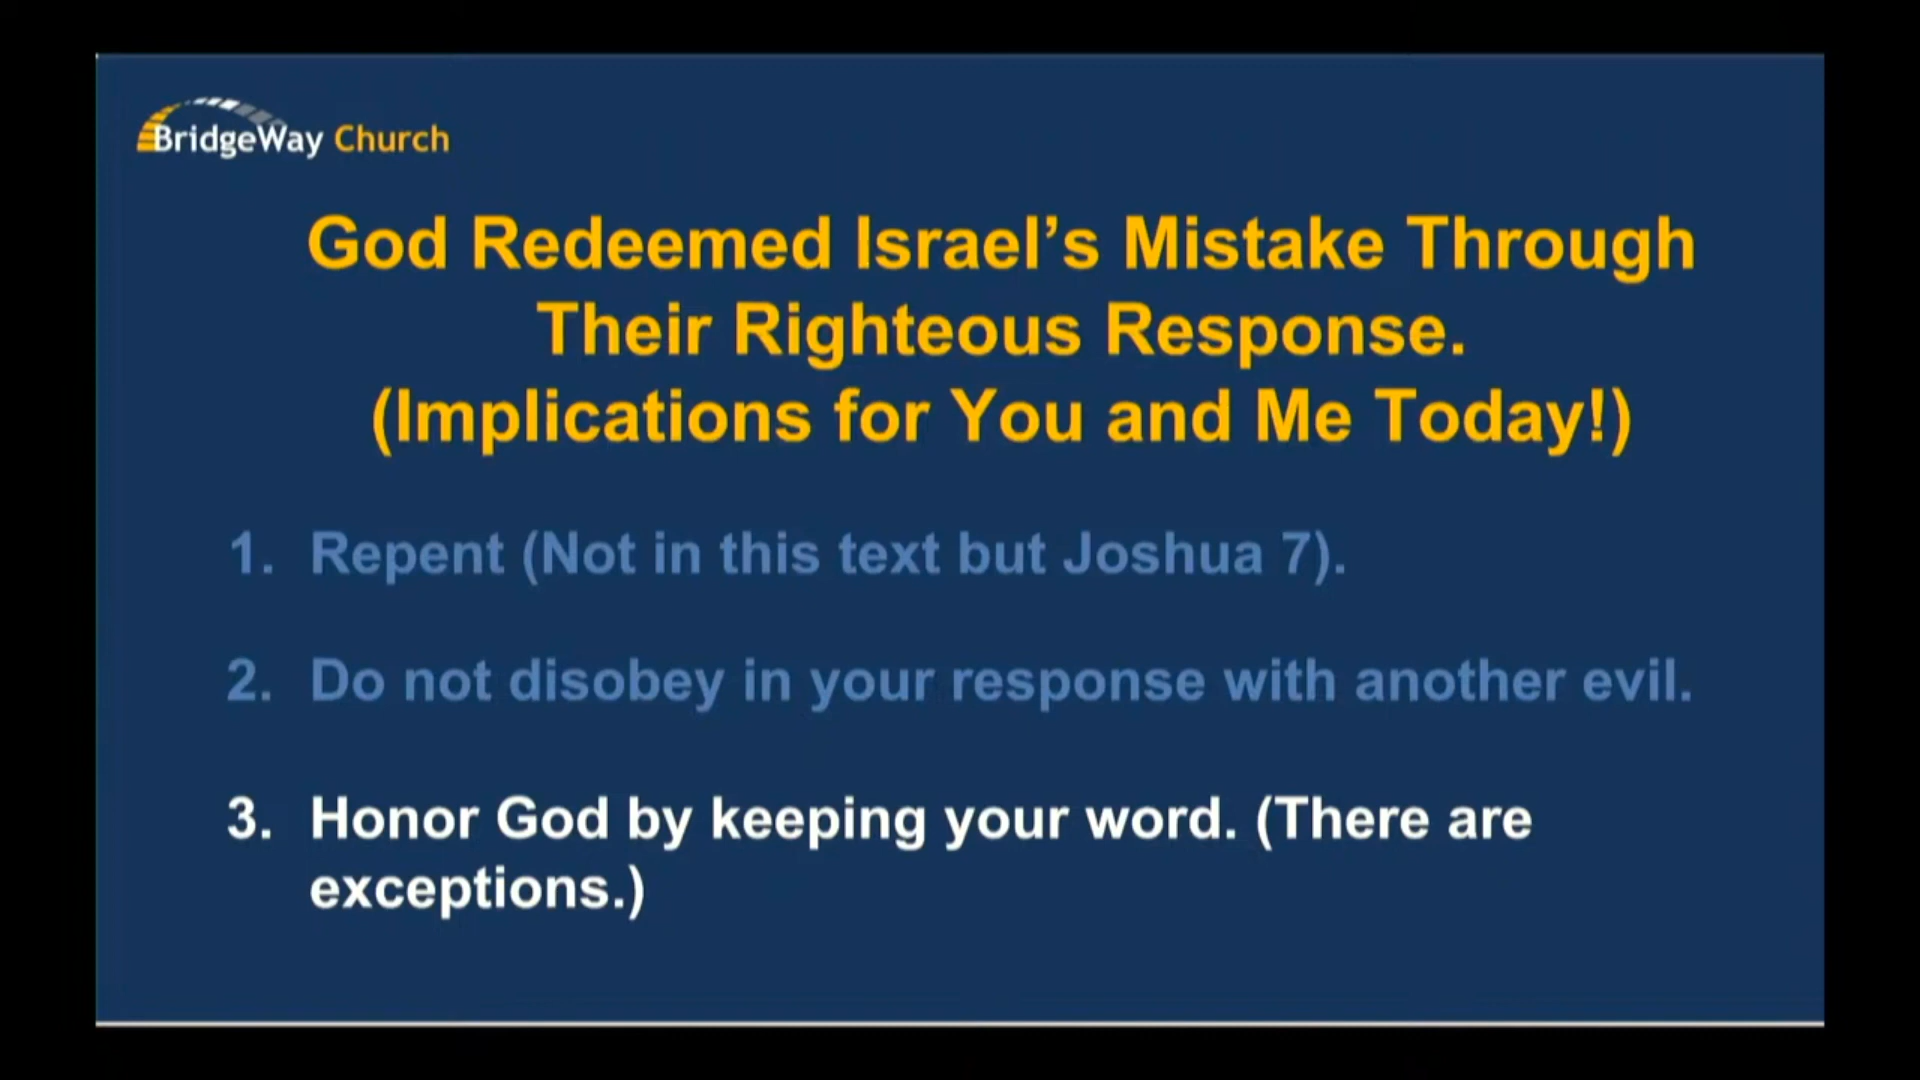 BridgeWay Church
God Redeemed Israel’s Mistake Through
Their Righteous Response.
(Implications for You and Me Today!)
1. Repent (Not in this text but Joshua 7).
2. Do not disobey in your response with another evil.
3. Honor God by keeping your word. (There are
exceptions.)